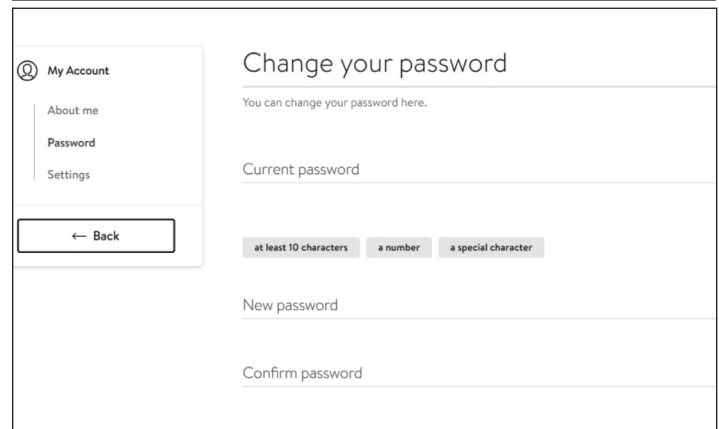 My Account
About me
Password
Settings
← Back
Change your password
You can change your password here.
Current password
at least 10 characters a number a special character
New password
Confirm password